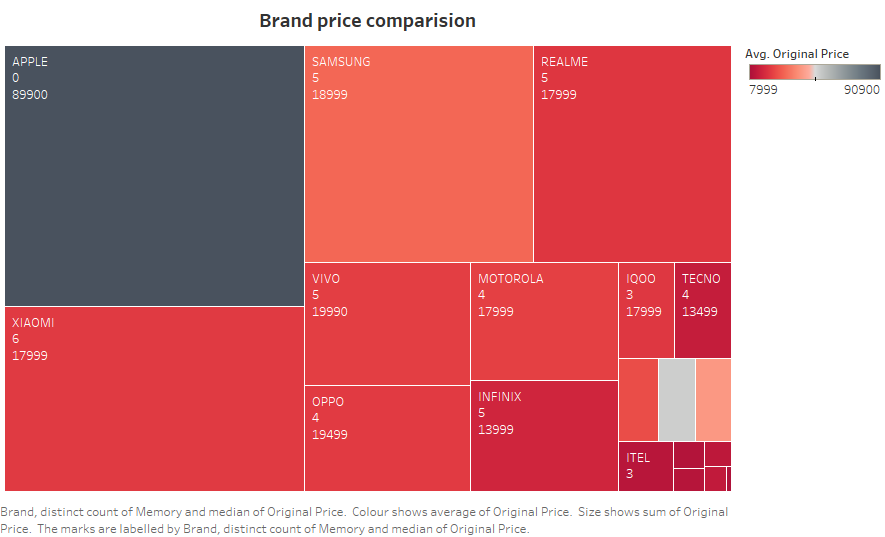 Brand price comparision
APPLE
0
89900
SAMSUNG
5
18999
REALME
5
17999
Avg. Original Price
7999 90900
XIAOMI
6
17999
VIVO
5
19990
MOTOROLA
4
17999
IQOO
3
17999
TECNO
4
13499
OPPO
4
19499
INFINIX
5
13999
ITEL
3
Brand, distinct count of Memory and median of Original Price.  Colour shows average of Original Price.  Size shows sum of Original
Price.  The marks are labelled by Brand, distinct count of Memory and median of Original Price.